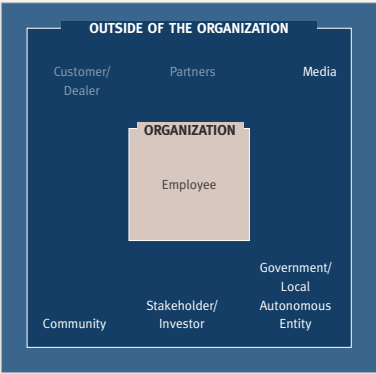 OUTSIDE OF THE ORGANIZATION
Customer/
Dealer
Partners
Media
ORGANIZATION
Employee
Community
Stakeholder/
Investor
Government/
Local
Autonomous
Entity